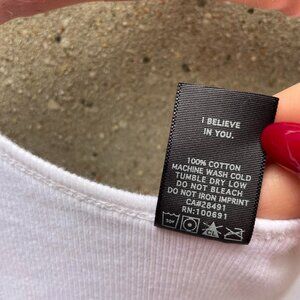 I BELIEVE
IN YOU.
100% COTTON
MACHINE WASH COLD
TUMBLE DRY LOW
DO NOT BLEACH
DO NOT IRON IMPRINT
CA#28491
RN:100691